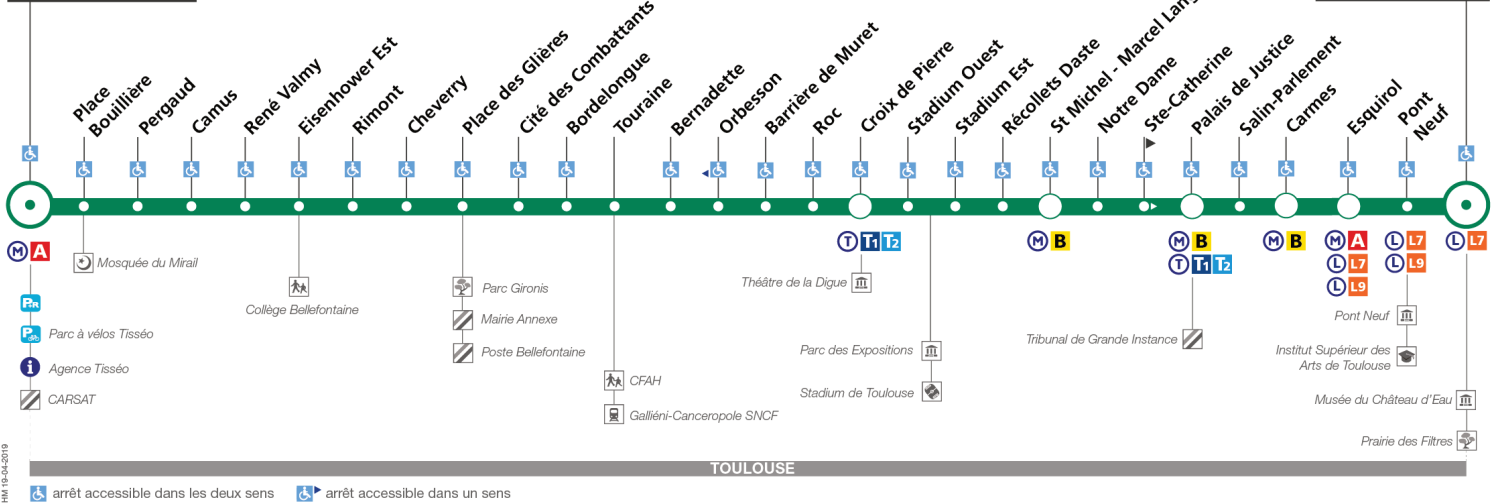 Place
Bouillière
Pergaud
Camus
René Valmy
Eisenhower Est
Rimont
Cheverry
Place des Glières
Cité des Combattants
Bordelongue
Touraine
Bernadette
Orbesson
Barrière de Muret
Roc
Croix de Pierre
Stadium Ouest
Stadium Est
Récollets Daste
St Michel - Marcel
Notre Dame
Ste-Catherine
Palais de Justice
Salin-Parlement
Carmes
Esquirol
Pont
Neuf
M A
T T1 T2
M B
M B
T T1 T2
M B
M A
L L7
L L9
L L7
L L9
L L7
Mosquée du Mirail
P+R
P
Parc à vélos Tisséo
i
Agence Tisséo
CARSAT
Collège Bellefontaine
Parc Gironis
Mairie Annexe
Poste Bellefontaine
CFAH
Galliéni-Canceropole SNCF
Théâtre de la Digue
Parc des Expositions
Stadium de Toulouse
Tribunal de Grande Instance
Pont Neuf
Institut Supérieur des
Arts de Toulouse
Musée du Château d'Eau
Prairie des Filtres
TOULOUSE
HM 19-04-2019
arrêt accessible dans les deux sens
arrêt accessible dans un sens